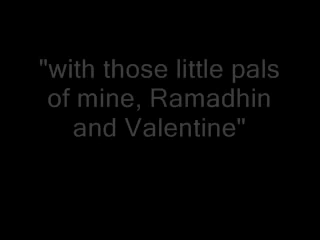 "with those little pals
of mine, Ramadhin
and Valentine"